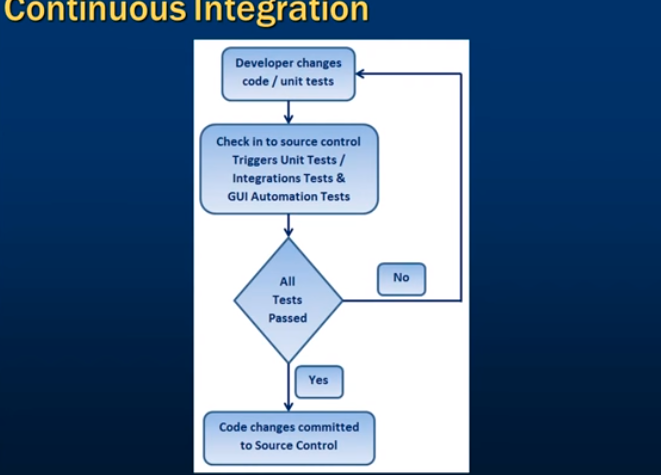 Continuous Integration
Developer changes
code / unit tests
Check in to source control
Triggers Unit Tests /
Integrations Tests &
GUI Automation Tests
All
Tests
Passed
No
Yes
Code changes committed
to Source Control